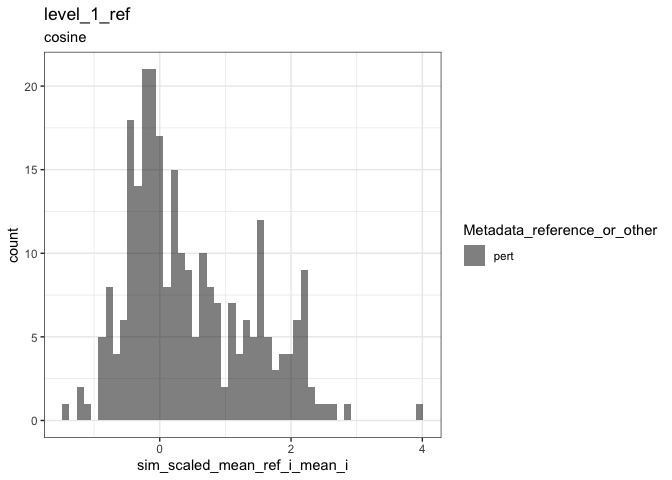 level_1_ref
cosine
20
15
10
5
0
count
0 2 4
sim_scaled_mean_ref_i_mean_i
Metadata_reference_or_other
pert